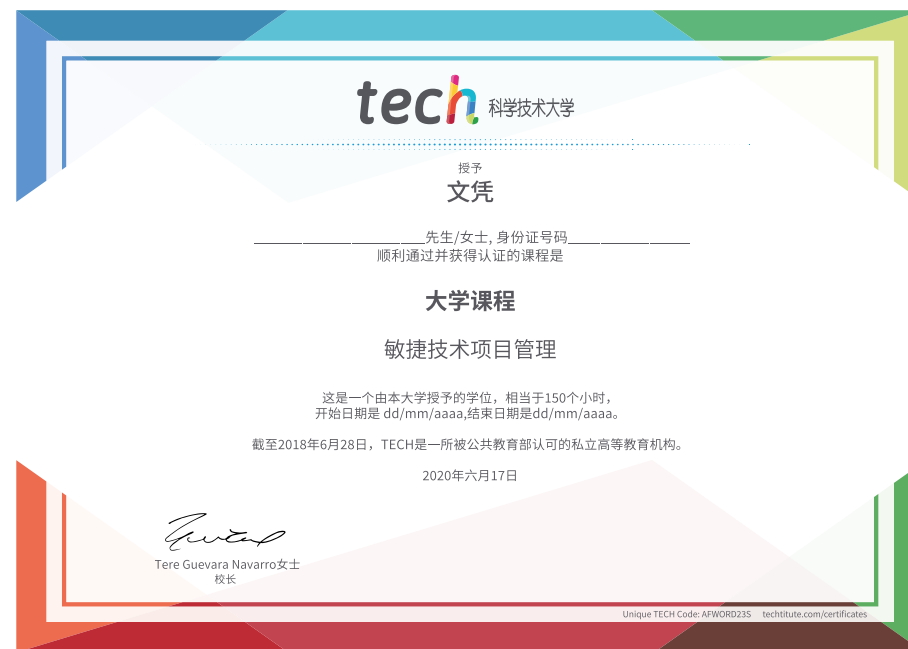 tech 科学技术大学
授予
文凭
先生/女士, 身份证号码
顺利通过并获得认证的课程是
大学课程
敏捷技术项目管理
这是一个由本大学授予的学位，相当于150个小时，
开始日期是 dd/mm/aaaa,结束日期是dd/mm/aaaa。
截至2018年6月28日，TECH是一所被公共教育部认可的私立高等教育机构。
2020年六月17日
Tere Guevara Navarro女士
校长
Unique TECH Code: AFWORD23S techtitute.com/certificates